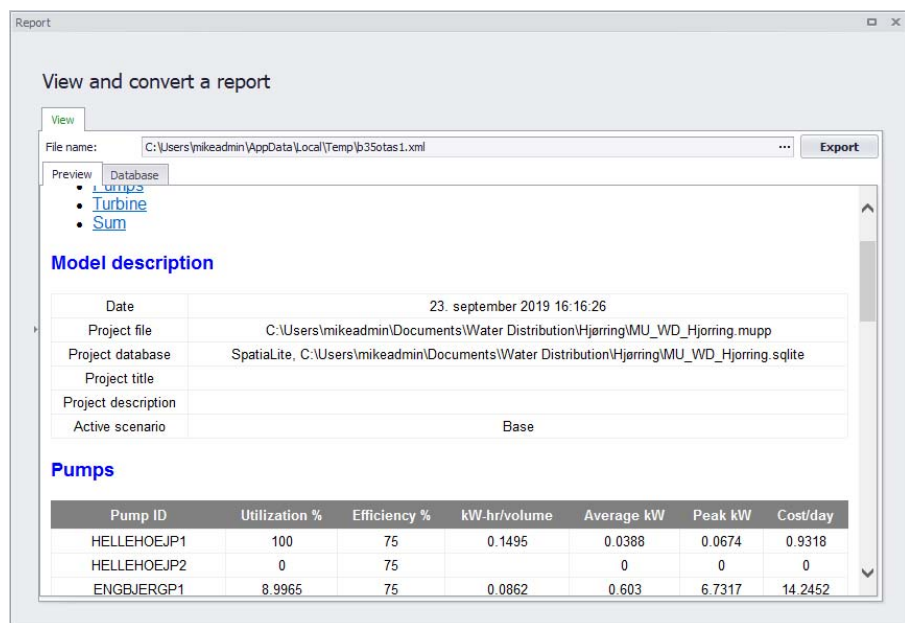 Report
View and convert a report
View
File name: C:\Users\mikeadmin\AppData\Local\Temp\b35otas1.xml ... Export
Preview Database
Pumps
Turbine
Sum
Model description
Date 23. september 2019 16:16:26
Project file C:\Users\mikeadmin\Documents\Water Distribution\Hjørring\MU_WD_Hjorring.mupp
Project database SpatiaLite, C:\Users\mikeadmin\Documents\Water Distribution\Hjørring\MU_WD_Hjorring.sqlite
Project title
Project description
Active scenario Base
Pumps
Pump ID Utilization % Efficiency % kW-hr/volume Average kW Peak kW Cost/day
HELLEHOEJP1 100 75 0.1495 0.0388 0.0674 0.9318
HELLEHOEJP2 0 75 0 0 0
ENGBJERGP1 8.9965 75 0.0862 0.603 6.7317 14.2452